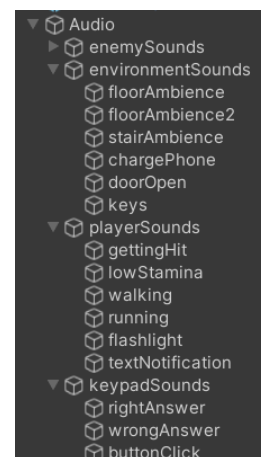 Audio
enemySounds
environmentSounds
floorAmbience
floorAmbience2
stairAmbience
chargePhone
doorOpen
keys
playerSounds
gettingHit
lowStamina
walking
running
flashlight
textNotification
keypadSounds
rightAnswer
wrongAnswer
buttonClick